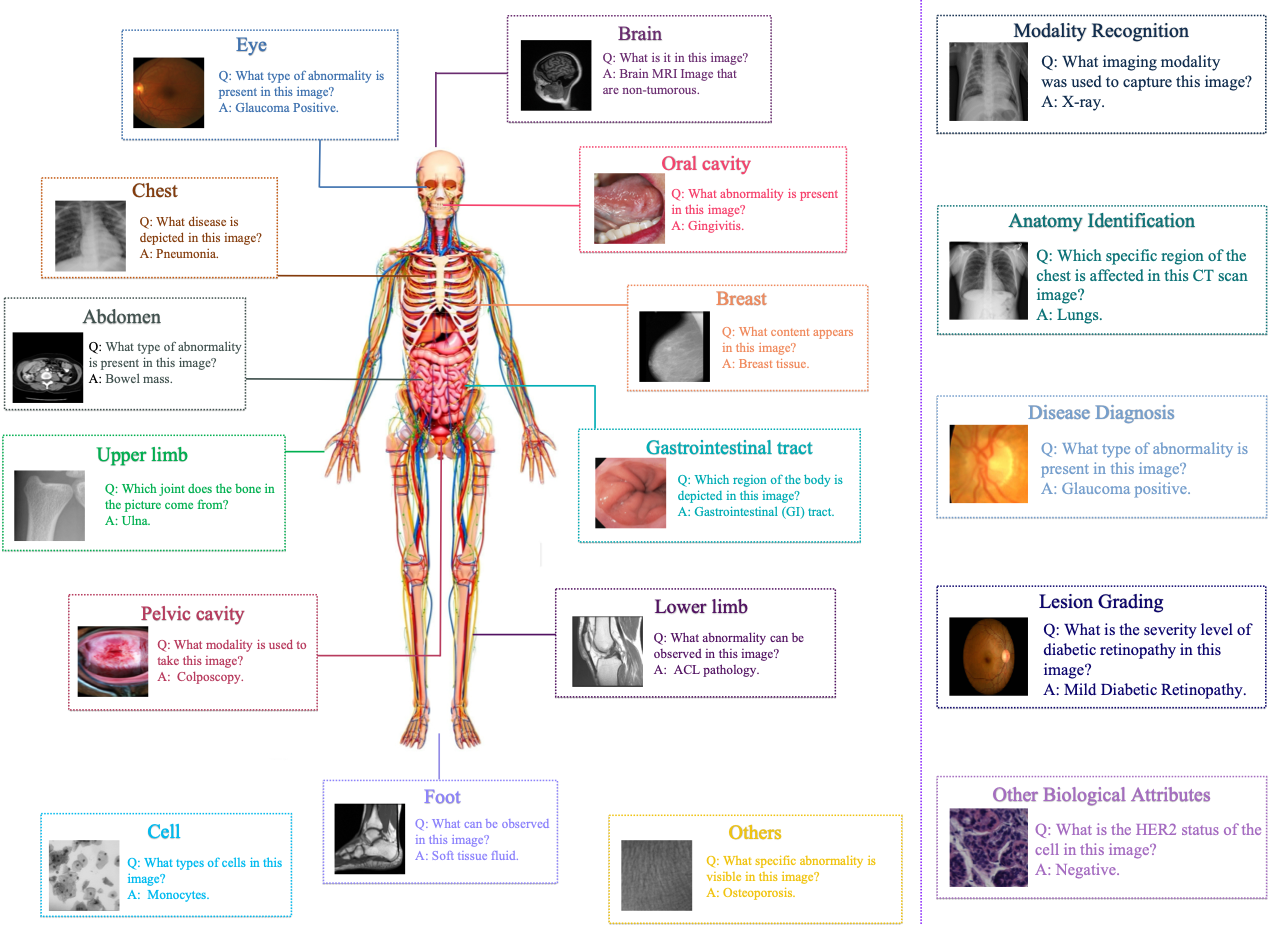 Eye
Q: What type of abnormality is
present in this image?
A: Glaucoma Positive.
Brain
Q: What is it in this image?
A: Brain MRI Image that
are non-tumorous.
Chest
Q: What disease is
depicted in this image?
A: Pneumonia.
Oral cavity
Q: What abnormality is present
in this image?
A: Gingivitis.
Abdomen
Q: What type of abnormality
is present in this image?
A: Bowel mass.
Breast
Q: What content appears
in this image?
A: Breast tissue.
Upper limb
Q: Which joint does the bone in
the picture come from?
A: Ulna.
Gastrointestinal tract
Q: Which region of the body is
depicted in this image?
A: Gastrointestinal (GI) tract.
Pelvic cavity
Q: What modality is used to
take this image?
A: Colposcopy.
Lower limb
Q: What abnormality can be
observed in this image?
A: ACL pathology.
Foot
Q: What can be observed
in this image?
A: Soft tissue fluid.
Cell
Q: What types of cells in this
image?
A: Monocytes.
Others
Q: What specific abnormality is
visible in this image?
A: Osteoporosis.
Modality Recognition
Q: What imaging modality
was used to capture this image?
A: X-ray.
Anatomy Identification
Q: Which specific region of the
chest is affected in this CT scan
image?
A: Lungs.
Disease Diagnosis
Q: What type of abnormality is
present in this image?
A: Glaucoma positive.
Lesion Grading
Q: What is the severity level of
diabetic retinopathy in this
image?
A: Mild Diabetic Retinopathy.
Other Biological Attributes
Q: What is the HER2 status of the
cell in this image?
A: Negative.